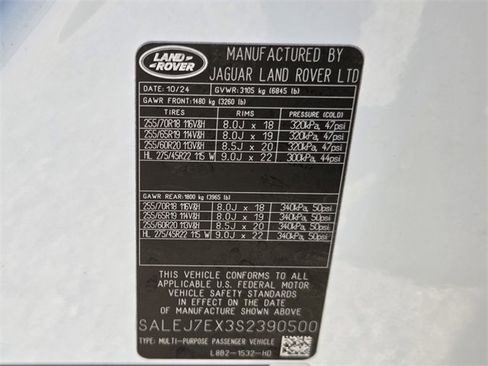 LAND ROVER
MANUFACTURED BY
JAGUAR LAND ROVER LTD
DATE: 10/24 GVWR: 3105 kg (6845 lb)
GAWR FRONT: 1480 kg (3260 lb)
TIRES RIMS PRESSURE (COLD)
255/70R18 116V&H 8.0J x 18 320kPa, 47psi
255/65R19 114V&H 8.0J x 19 320kPa, 47psi
255/60R20 113V&H 8.5J x 20 320kPa, 47psi
HL 275/45R22 115 W 9.0J x 22 300kPa, 44psi
GAWR REAR: 1800 kg (3965 lb)
255/70R18 116V&H 8.0J x 18 340kPa, 50psi
255/65R19 114V&H 8.0J x 19 340kPa, 50psi
255/60R20 113V&H 8.5J x 20 340kPa, 50psi
HL 275/45R22 115 W 9.0J x 22 340kPa, 50psi
THIS VEHICLE CONFORMS TO ALL
APPLICABLE U.S. FEDERAL MOTOR
VEHICLE SAFETY STANDARDS
IN EFFECT ON THE DATE OF
MANUFACTURE SHOWN ABOVE
SALEJ7EX3S2390500
TYPE: MULTI-PURPOSE PASSENGER VEHICLE
L8B2-1532-HD